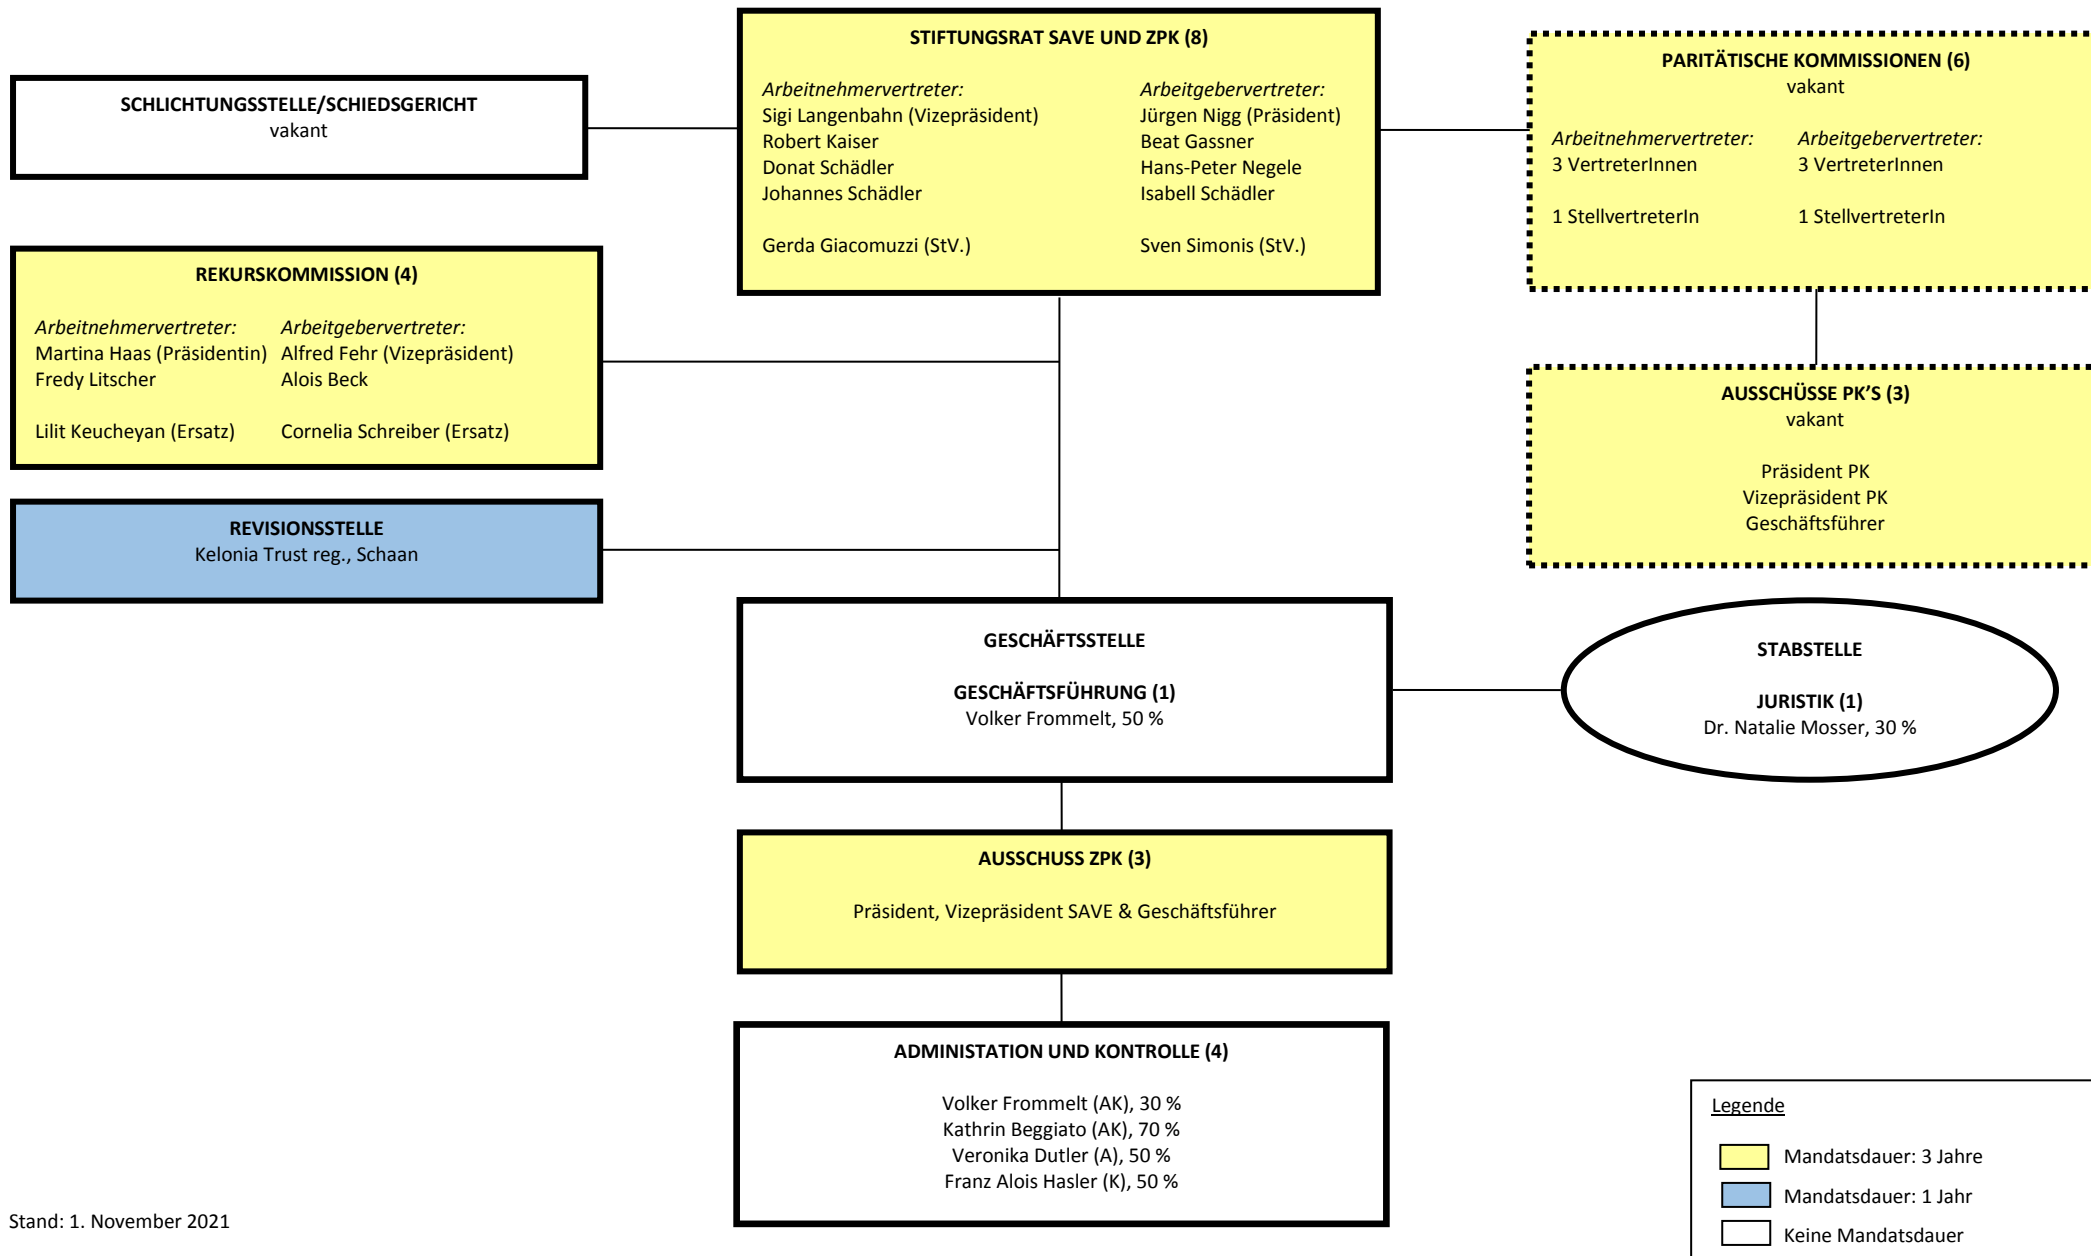 STIFTUNGSRAT SAVE UND ZPK (8)
Arbeitnehmervertreter:
Sigi Langenbahn (Vizepräsident)
Robert Kaiser
Donat Schädler
Johannes Schädler
Gerda Giacomuzzi (StV.)
Arbeitgebervertreter:
Jürgen Nigg (Präsident)
Beat Gassner
Hans-Peter Negele
Isabell Schädler
Sven Simonis (StV.)
SCHLICHTUNGSSTELLE/SCHIEDSGERICHT
vakant
PARITÄTISCHE KOMMISSIONEN (6)
vakant
Arbeitnehmervertreter:
3 VertreterInnen
1 StellvertreterIn
Arbeitgebervertreter:
3 VertreterInnen
1 StellvertreterIn
REKURSKOMMISSION (4)
Arbeitnehmervertreter:
Martina Haas (Präsidentin)
Fredy Litscher
Lilit Keucheyan (Ersatz)
Arbeitgebervertreter:
Alfred Fehr (Vizepräsident)
Alois Beck
Cornelia Schreiber (Ersatz)
AUSSCHÜSSE PK'S (3)
vakant
Präsident PK
Vizepräsident PK
Geschäftsführer
REVISIONSSTELLE
Kelonia Trust reg., Schaan
GESCHÄFTSSTELLE
GESCHÄFTSFÜHRUNG (1)
Volker Frommelt, 50 %
STABSTELLE
JURISTIK (1)
Dr. Natalie Mosser, 30 %
AUSSCHUSS ZPK (3)
Präsident, Vizepräsident SAVE & Geschäftsführer
ADMINISTATION UND KONTROLLE (4)
Volker Frommelt (AK), 30 %
Kathrin Beggiato (AK), 70 %
Veronika Dutler (A), 50 %
Franz Alois Hasler (K), 50 %
Legende
Mandatsdauer: 3 Jahre
Mandatsdauer: 1 Jahr
Keine Mandatsdauer
Stand: 1. November 2021